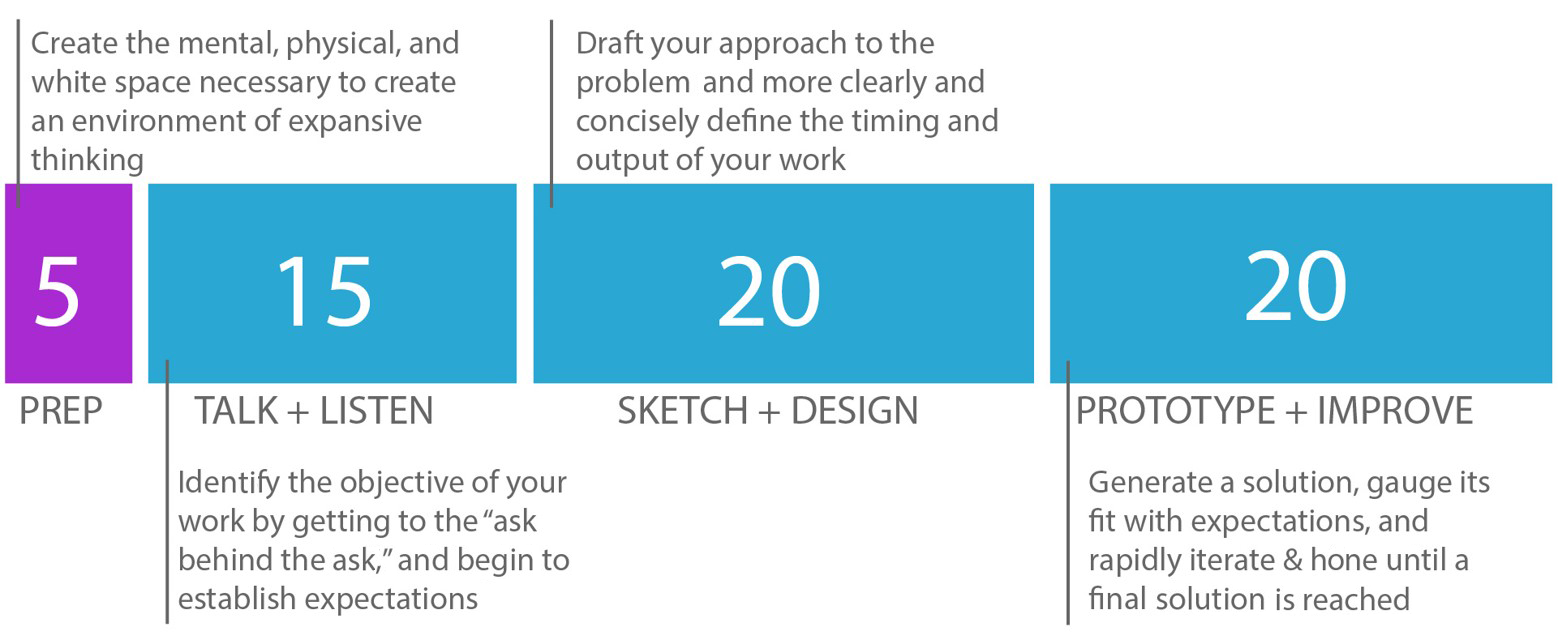 Create the mental, physical, and
white space necessary to create
an environment of expansive
thinking
Draft your approach to the
problem and more clearly and
concisely define the timing and
output of your work
5
15
20
20
PREP
TALK + LISTEN
SKETCH + DESIGN
PROTOTYPE + IMPROVE
Identify the objective of your
work by getting to the “ask
behind the ask,” and begin to
establish expectations
Generate a solution, gauge its
fit with expectations, and
rapidly iterate & hone until a
final solution is reached